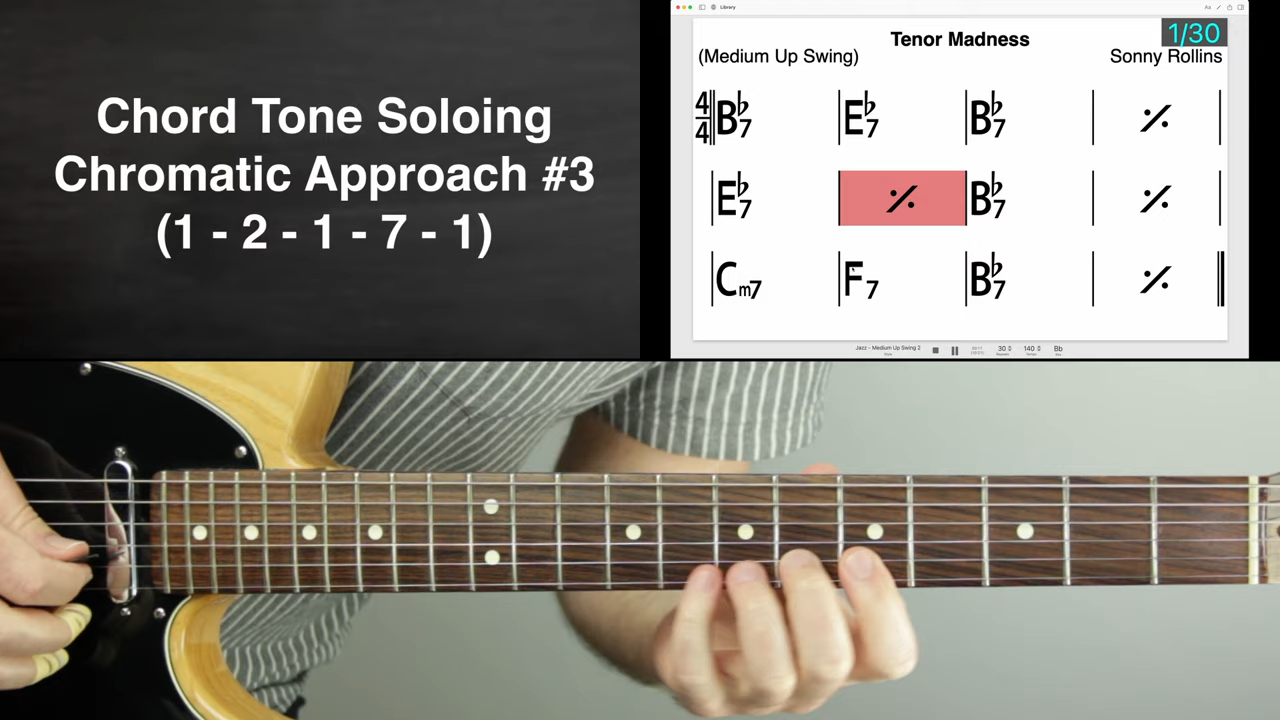 Chord Tone Soloing
Chromatic Approach #3
(1 - 2 - 1 - 7 - 1)
Library
1/30
Tenor Madness
(Medium Up Swing) Sonny Rollins
4/4 B♭7 E♭7 B♭7 𝄎
E♭7 𝄎 B♭7 𝄎
Cm7 F7 B♭7 𝄎
Jazz - Medium Up Swing 2 30 140 Bb